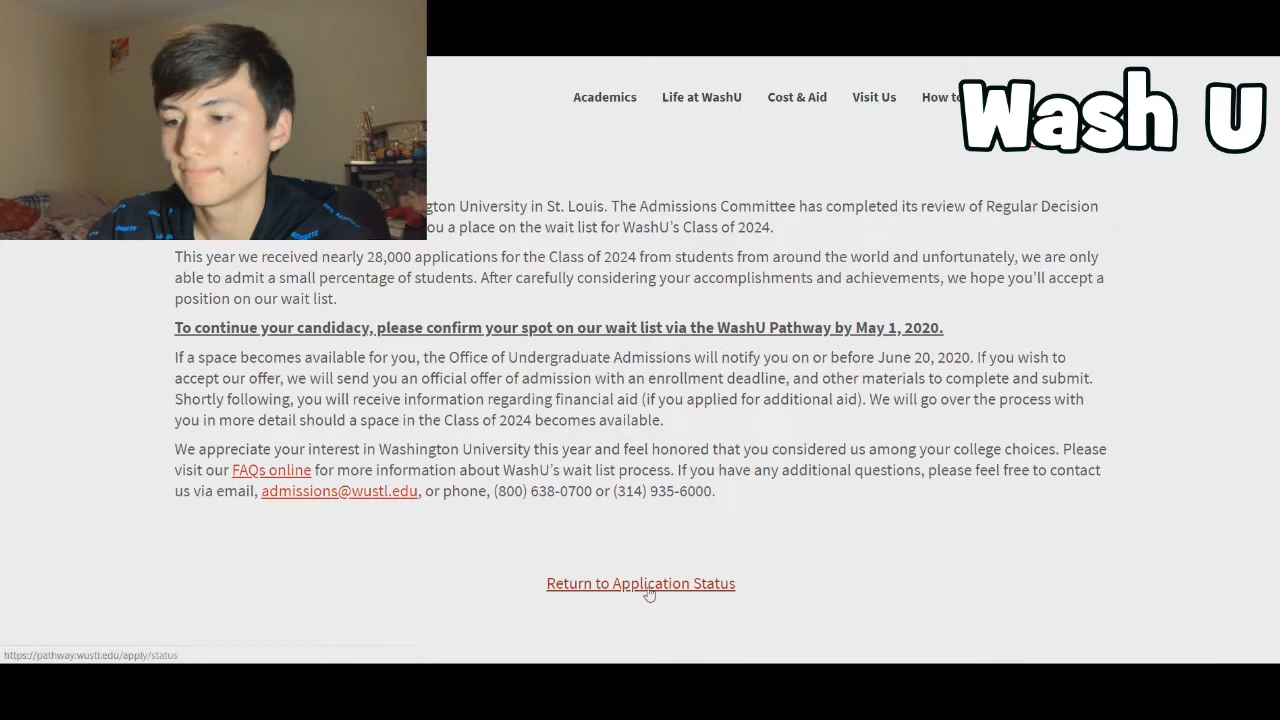 Wash U
Academics Life at WashU Cost & Aid Visit Us How to
gton University in St. Louis. The Admissions Committee has completed its review of Regular Decision
ou a place on the wait list for WashU’s Class of 2024.
This year we received nearly 28,000 applications for the Class of 2024 from students from around the world and unfortunately, we are only
able to admit a small percentage of students. After carefully considering your accomplishments and achievements, we hope you’ll accept a
position on our wait list.
To continue your candidacy, please confirm your spot on our wait list via the WashU Pathway by May 1, 2020.
If a space becomes available for you, the Office of Undergraduate Admissions will notify you on or before June 20, 2020. If you wish to
accept our offer, we will send you an official offer of admission with an enrollment deadline, and other materials to complete and submit.
Shortly following, you will receive information regarding financial aid (if you applied for additional aid). We will go over the process with
you in more detail should a space in the Class of 2024 becomes available.
We appreciate your interest in Washington University this year and feel honored that you considered us among your college choices. Please
visit our FAQs online for more information about WashU’s wait list process. If you have any additional questions, please feel free to contact
us via email, admissions@wustl.edu, or phone, (800) 638-0700 or (314) 935-6000.
Return to Application Status
https://pathway.wustl.edu/apply/status